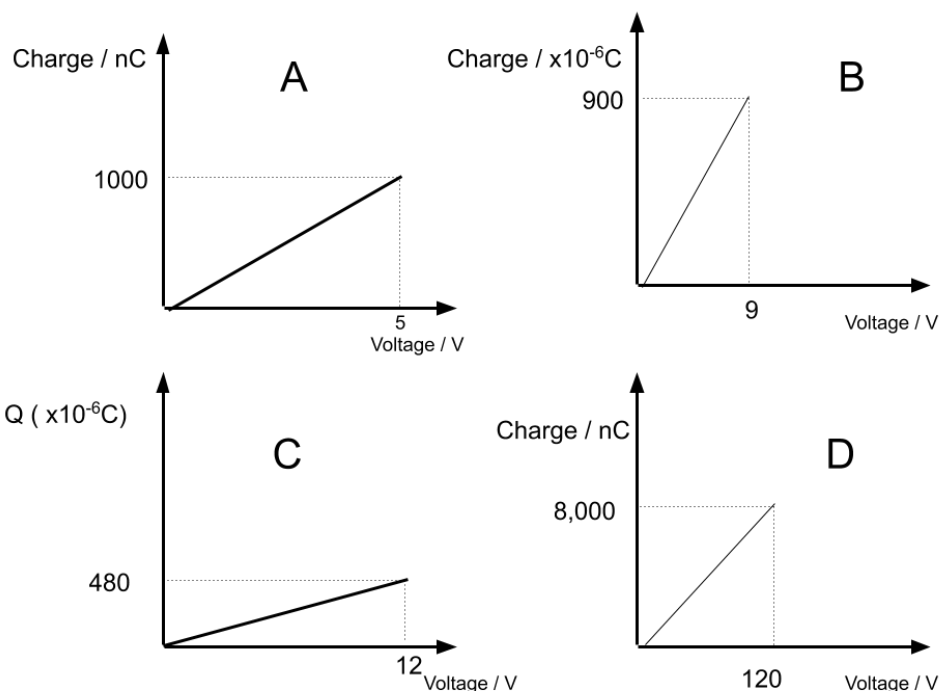 Charge / nC
A
1000
5
Voltage / V
Charge / x10⁻⁶C
B
900
9
Voltage / V
Q ( x10⁻⁶C)
C
480
12
Voltage / V
Charge / nC
D
8,000
120
Voltage / V